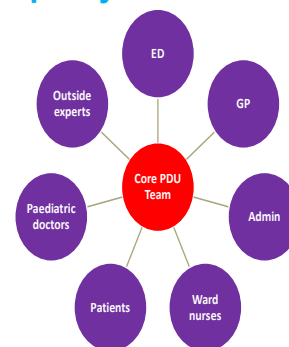 ED
Outside
experts
GP
Core PDU
Team
Paediatric
doctors
Admin
Patients
Ward
nurses